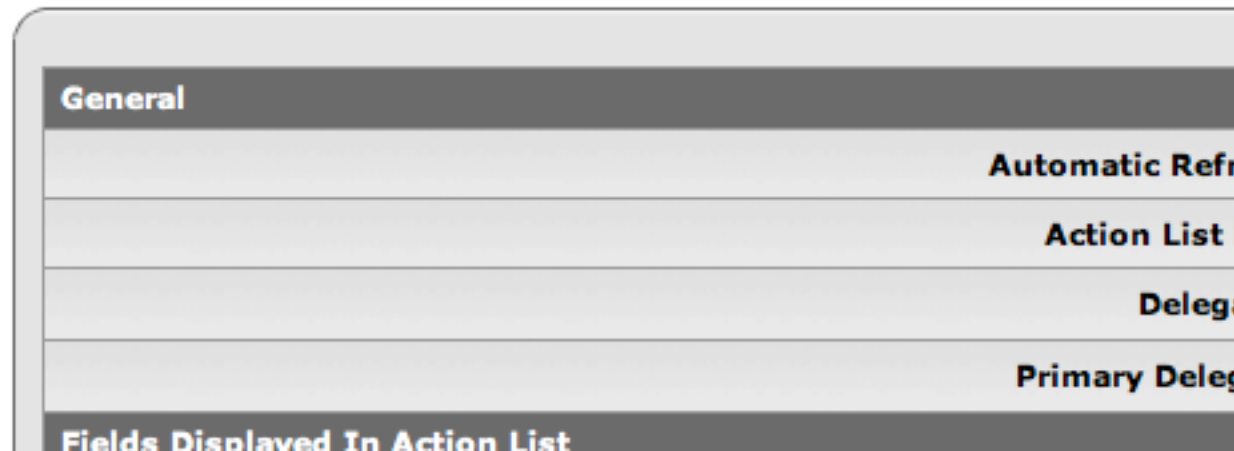 General
Automatic
Action List
Primary
Fields Displayed In Action List